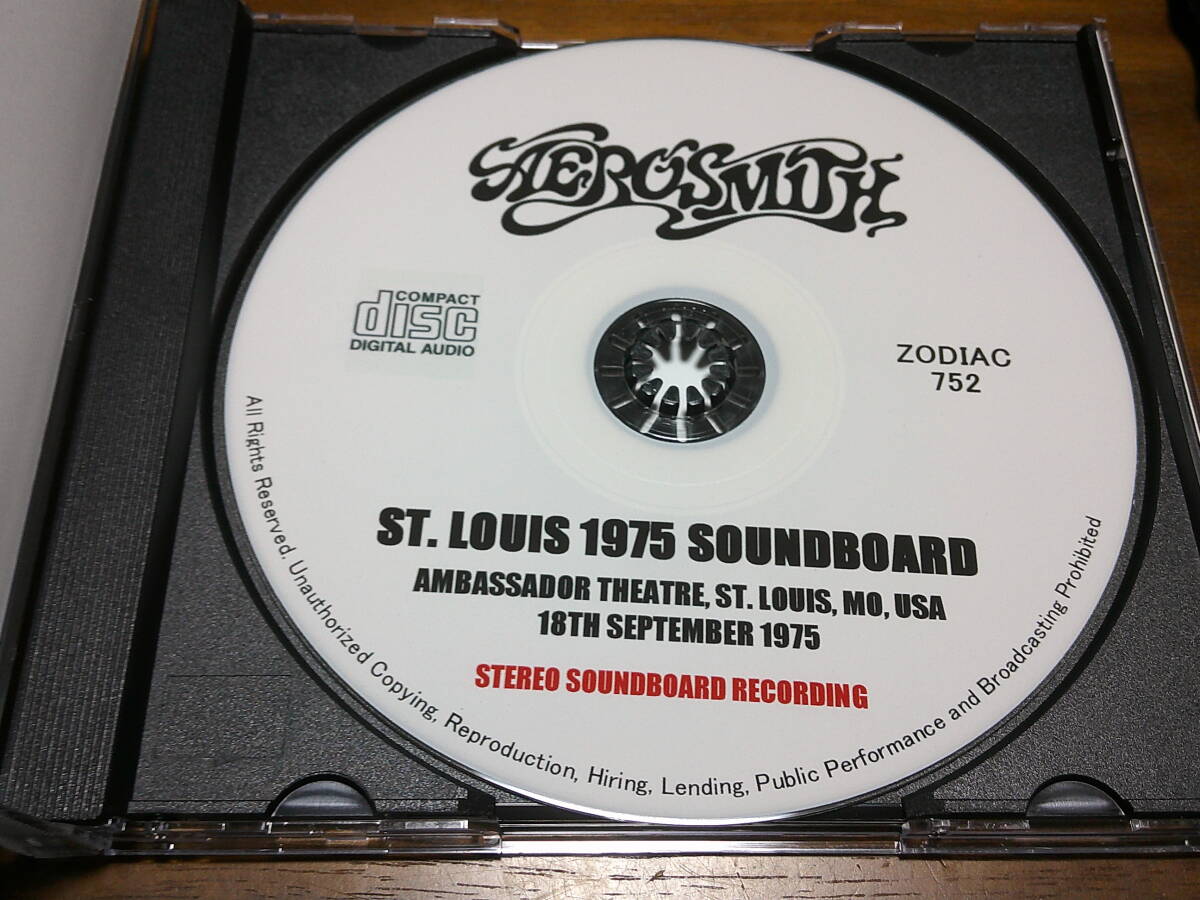 AEROSMITH
COMPACT
disc
DIGITAL AUDIO
ZODIAC
752
ST. LOUIS 1975 SOUNDBOARD
AMBASSADOR THEATRE, ST. LOUIS, MO, USA
18TH SEPTEMBER 1975
STEREO SOUNDBOARD RECORDING
All Rights Reserved. Unauthorized Copying, Reproduction, Hiring, Lending, Public Performance and Broadcasting Prohibited